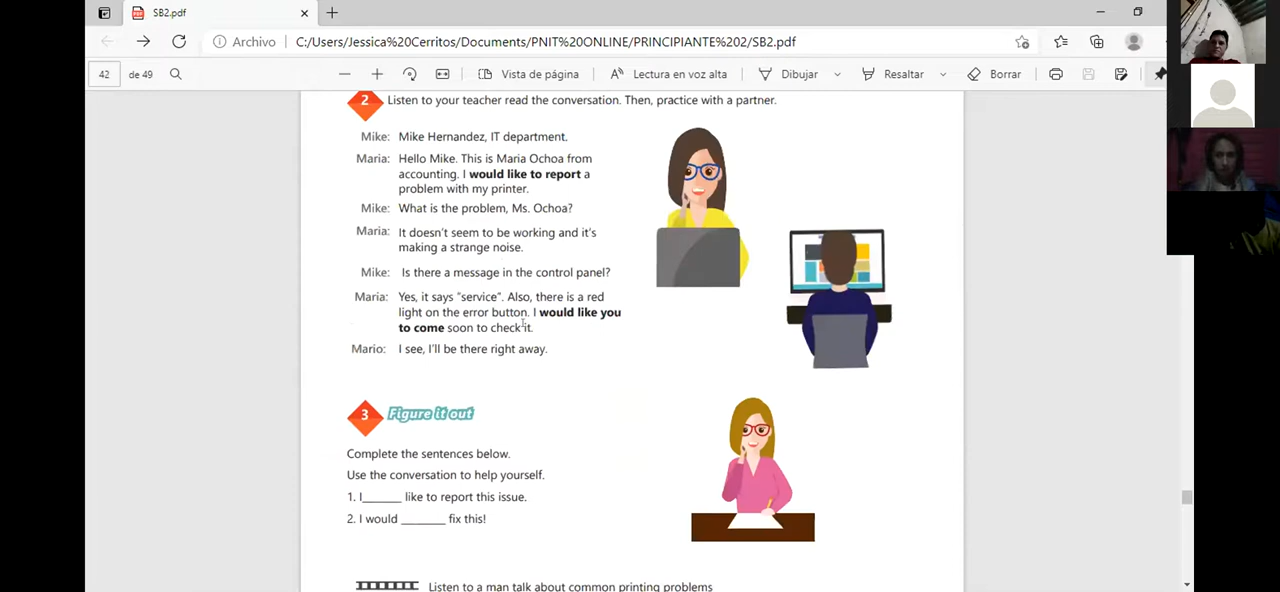 SB2.pdf
Archivo C:/Users/Jessica%20Cerritos/Documents/PNIT%20ONLINE/PRINCIPIANTE%202/SB2.pdf
42 de 49 Vista de página Lectura en voz alta Dibujar Resaltar Borrar
2 Listen to your teacher read the conversation. Then, practice with a partner.
Mike: Mike Hernandez, IT department.
Maria: Hello Mike. This is Maria Ochoa from
accounting. I would like to report a
problem with my printer.
Mike: What is the problem, Ms. Ochoa?
Maria: It doesn't seem to be working and it's
making a strange noise.
Mike: Is there a message in the control panel?
Maria: Yes, it says "service". Also, there is a red
light on the error button. I would like you
to come soon to check it.
Mario: I see, I'll be there right away.
3 Figure it out
Complete the sentences below.
Use the conversation to help yourself.
1. I______ like to report this issue.
2. I would _______ fix this!
Listen to a man talk about common printing problems